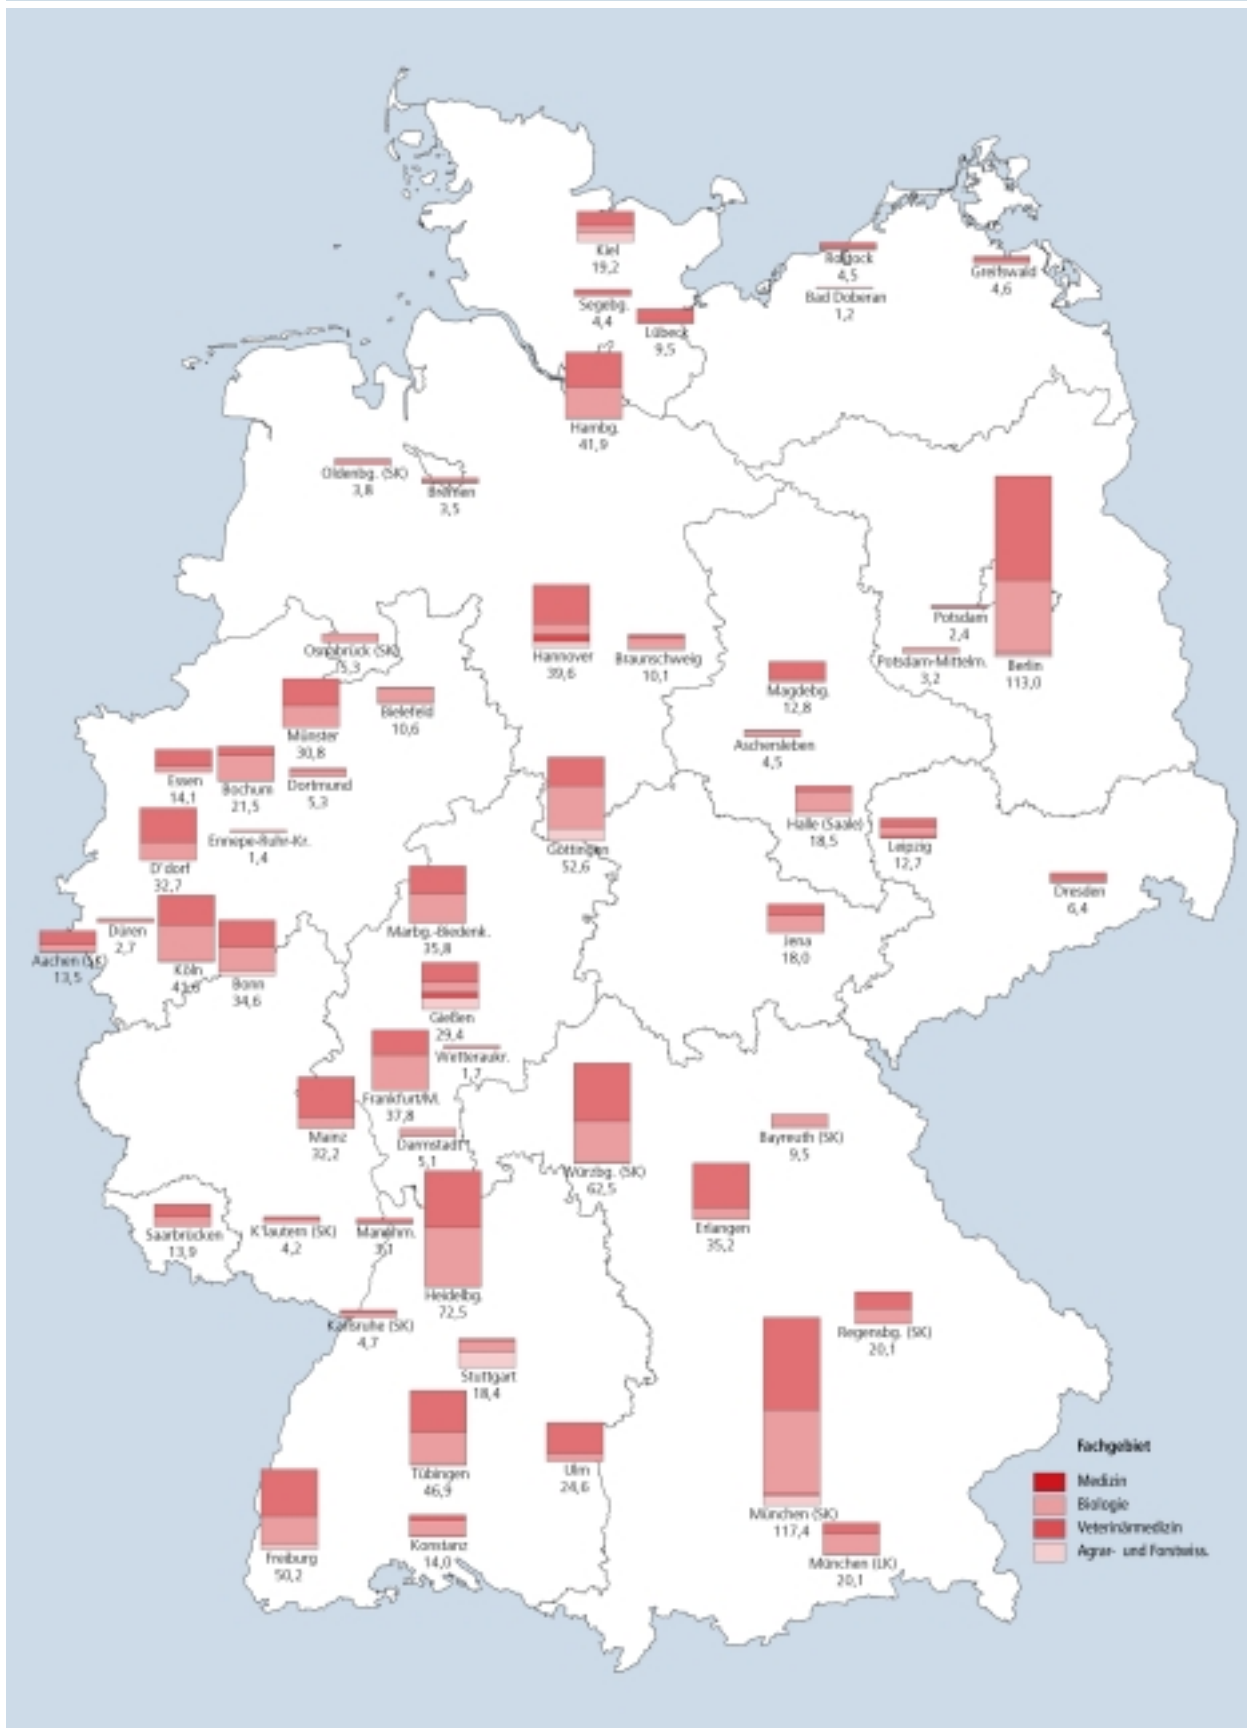 Kiel
19,2
Rostock
4,5
Greifswald
4,6
Bad Doberan
1,2
Segebg.
4,4
Lübeck
9,5
Hambg.
41,9
Oldenbg. (SK)
3,8
Bremen
3,5
Potsdam
2,4
Potsdam-Mittelm.
3,2
Berlin
113,0
Hannover
39,6
Braunschweig
10,1
Osnabrück (SK)
5,3
Magdebg.
12,8
Münster
30,8
Bielefeld
10,6
Aschersleben
4,5
Essen
14,1
Bochum
21,5
Dortmund
5,3
Halle (Saale)
18,5
Leipzig
12,7
Ennepe-Ruhr-Kr.
1,4
Göttingen
52,6
D'dorf
32,7
Dresden
6,4
Düren
2,7
Marbg.-Biedenk.
35,8
Jena
18,0
Aachen (SK)
13,5
Köln
41,6
Bonn
34,6
Gießen
29,4
Wetteraukr.
1,7
Frankfurt/M.
37,8
Mainz
32,2
Darmstadt
5,1
Bayreuth (SK)
9,5
Würzbg. (SK)
62,5
Erlangen
35,2
Saarbrücken
13,9
K'lautern (SK)
4,2
Mannhm.
3,1
Heidelbg.
72,5
Karlsruhe (SK)
4,7
Regensbg. (SK)
20,1
Stuttgart
18,4
Tübingen
46,9
Ulm
24,6
München (SK)
117,4
Freiburg
50,2
Konstanz
14,0
München (LK)
20,1
Fachgebiet
Medizin
Biologie
Veterinärmedizin
Agrar- und Forstwiss.